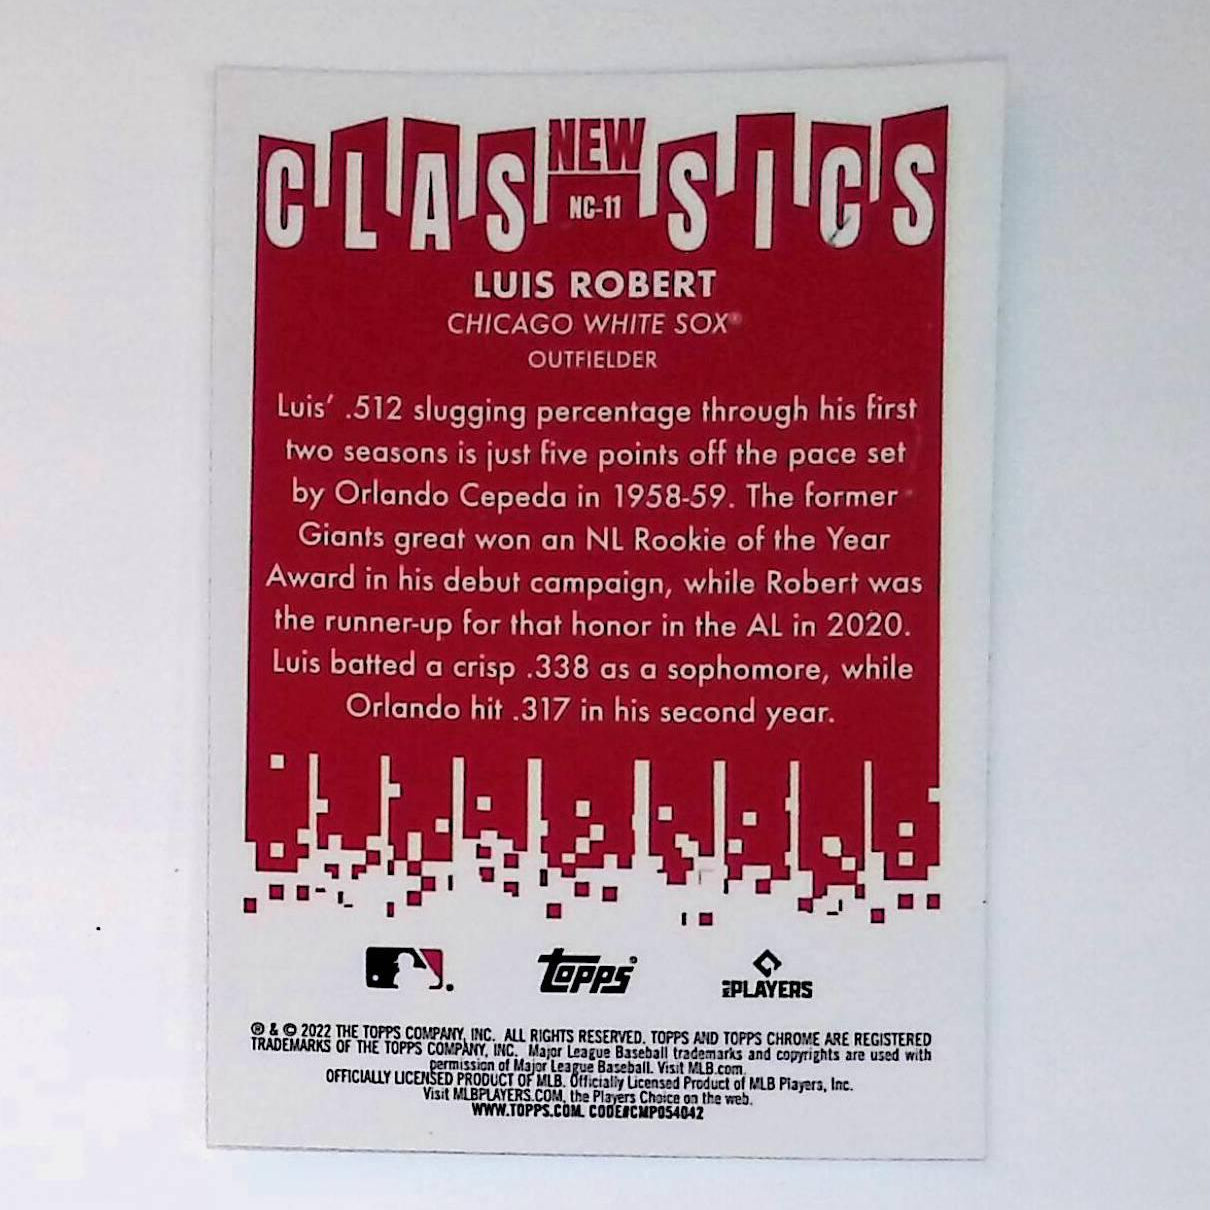 NEW
CLASSICS
NC-11
LUIS ROBERT
CHICAGO WHITE SOX®
OUTFIELDER
Luis' .512 slugging percentage through his first
two seasons is just five points off the pace set
by Orlando Cepeda in 1958-59. The former
Giants great won an NL Rookie of the Year
Award in his debut campaign, while Robert was
the runner-up for that honor in the AL in 2020.
Luis batted a crisp .338 as a sophomore, while
Orlando hit .317 in his second year.
topps®
MLB PLAYERS
® & © 2022 THE TOPPS COMPANY, INC. ALL RIGHTS RESERVED. TOPPS AND TOPPS CHROME ARE REGISTERED
TRADEMARKS OF THE TOPPS COMPANY, INC. Major League Baseball trademarks and copyrights are used with
permission of Major League Baseball. Visit MLB.com.
OFFICIALLY LICENSED PRODUCT OF MLB. Officially Licensed Product of MLB Players, Inc.
Visit MLBPLAYERS.COM, the Players Choice on the web.
WWW.TOPPS.COM. CODE#CMP054042